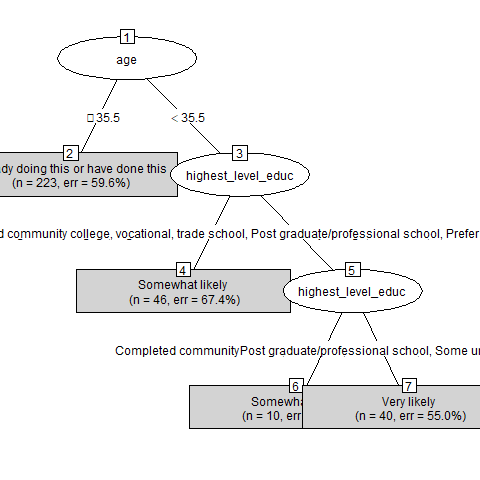 1
age
35.5
< 35.5
2
dy doing this or have done this
(n = 223, err = 59.6%)
3
highest_level_educ
d community college, vocational, trade school, Post graduate/professional school, Prefer
4
Somewhat likely
(n = 46, err = 67.4%)
5
highest_level_educ
Completed community
Post graduate/professional school, Some un
6
Somewha
(n = 10, err
7
Very likely
(n = 40, err = 55.0%)